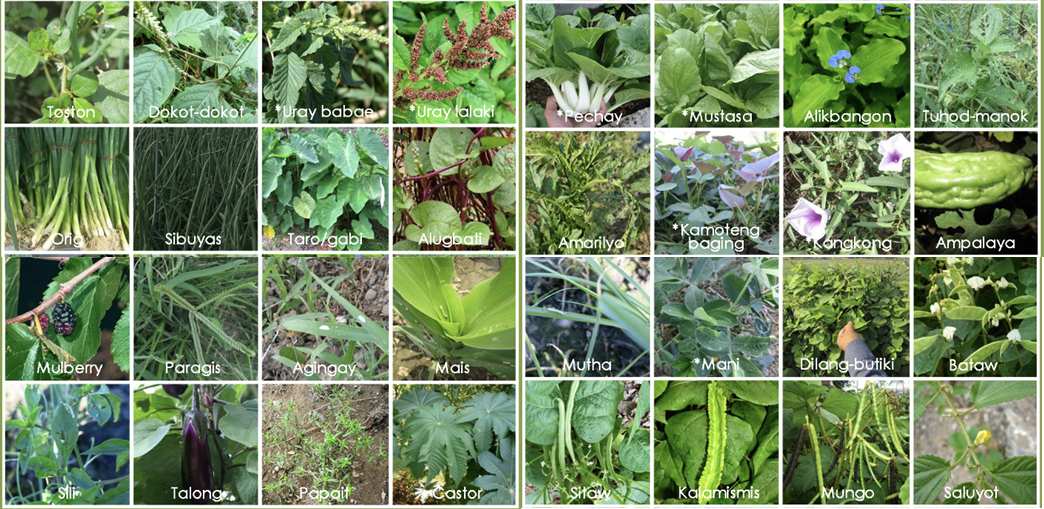 Toston
Dokot-dokot
*Uray babae
*Uray lalaki
*Pechay
*Mustasa
Alikbangon
Tuhod-manok
Orig
Sibuyas
Taro/gabi
Alugbati
Amarilyo
*Kamoteng
baging
*Kangkong
Ampalaya
Mulberry
Paragis
Agingay
Mais
Mutha
*Mani
Dilang-butiki
Bataw
Sili
Talong
Papait
Castor
Sitaw
Kalamismis
Mungo
Saluyot